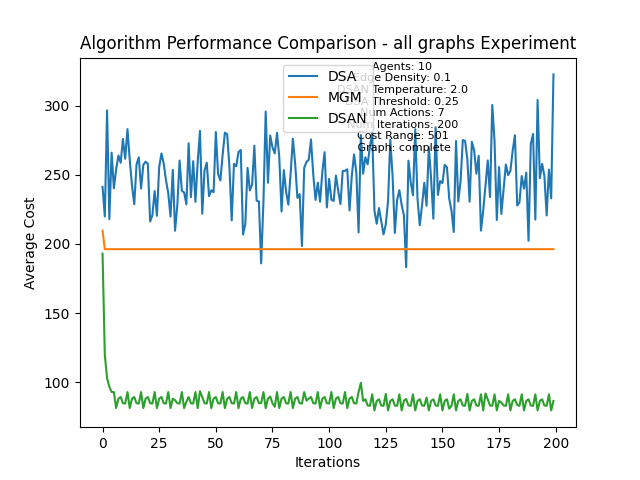 Algorithm Performance Comparison - all graphs Experiment
Agents: 10
Edge Density: 0.1
DSAN Temperature: 2.0
DSA Threshold: 0.25
Num Actions: 7
Num Iterations: 200
Cost Range: 501
Graph: complete
DSA
MGM
DSAN
Average Cost
300
250
200
150
100
0 25 50 75 100 125 150 175 200
Iterations